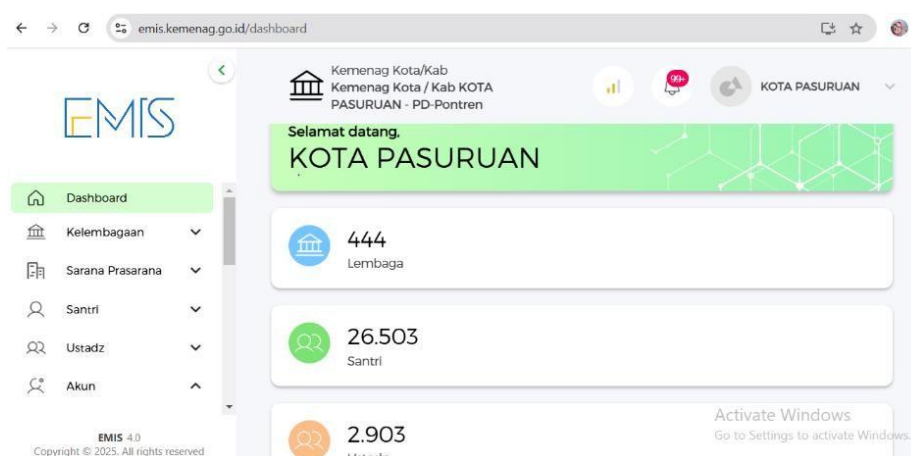 emis.kemenag.go.id/dashboard
EMIS
Kemenag Kota/Kab
Kemenag Kota / Kab KOTA
PASURUAN - PD-Pontren
99+
KOTA PASURUAN
Selamat datang,
KOTA PASURUAN
Dashboard
Kelembagaan
Sarana Prasarana
Santri
Ustadz
Akun
444
Lembaga
26.503
Santri
2.903
EMIS 4.0
Copyright © 2025. All rights reserved
Activate Windows
Go to Settings to activate Windows.